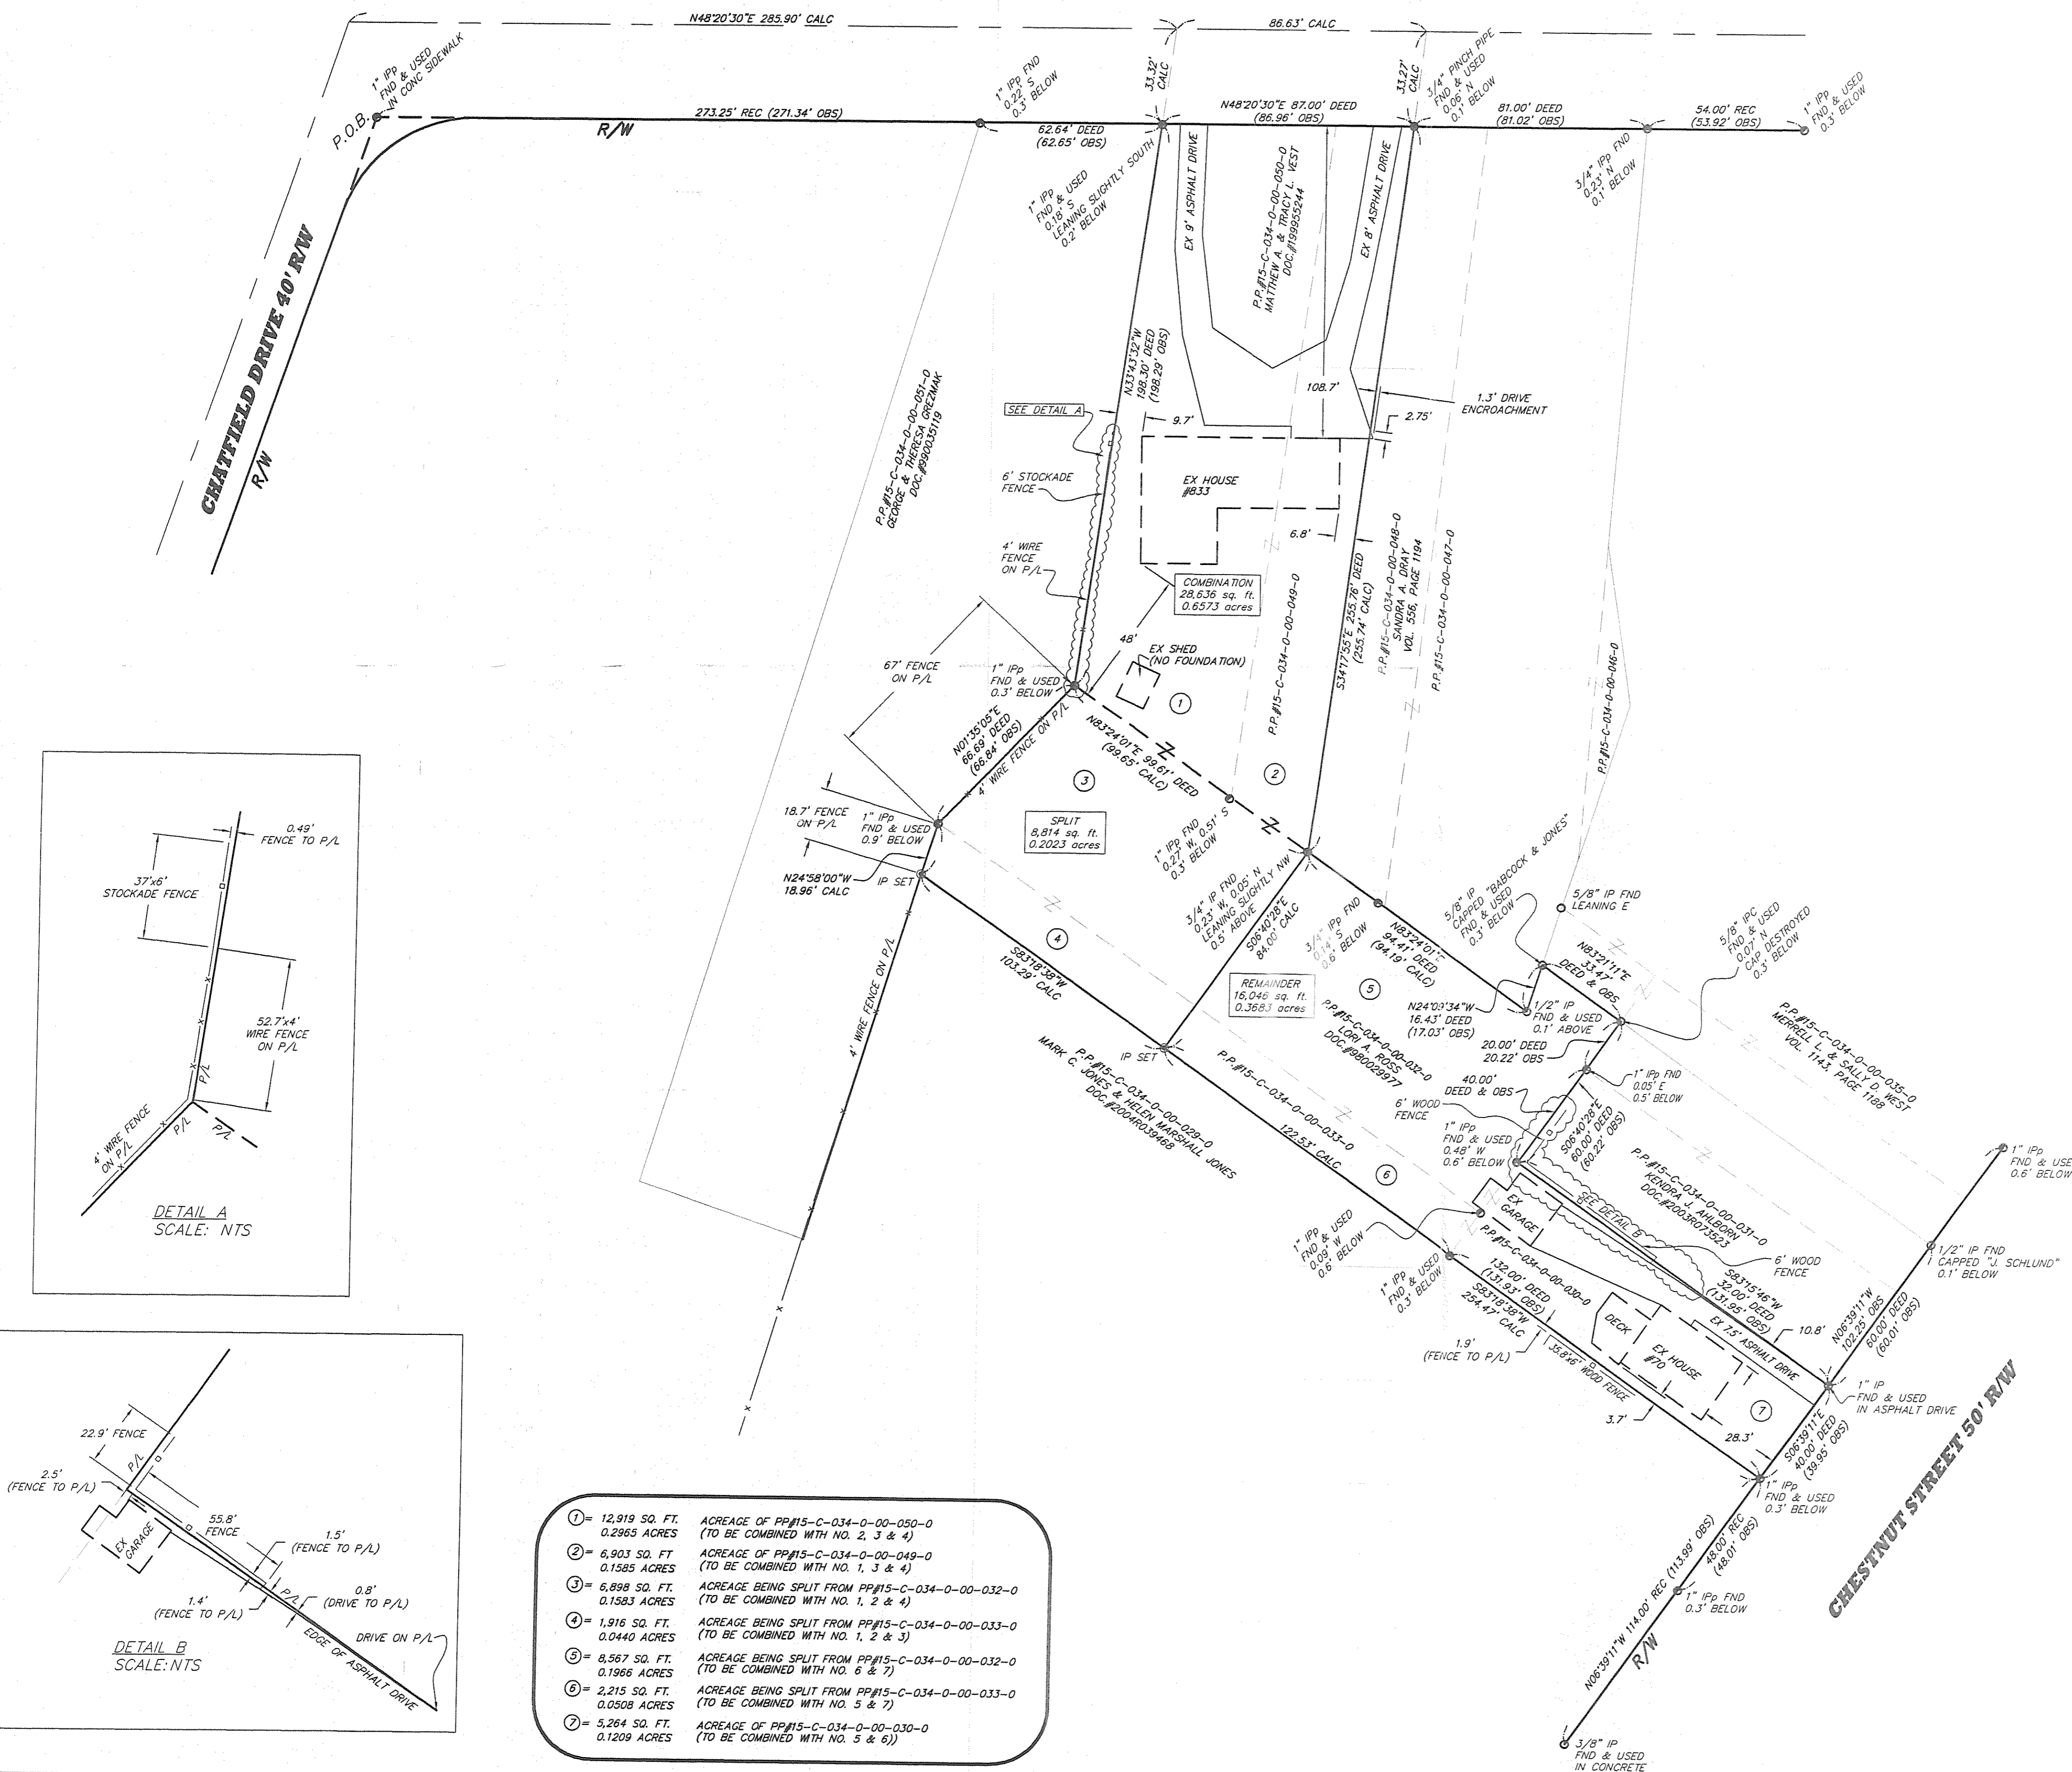 N48°20'30"E 285.90' CALC
86.63' CALC
1" IPp
FND & USED
IN CONC SIDEWALK
P.O.B.
1" IPp FND
0.22' S
0.3' BELOW
33.32'
CALC
33.27'
CALC
3/4" PINCH PIPE
FND & USED
0.06' N
0.1' BELOW
1" IPp
FND & USED
0.3' BELOW
273.25' REC (271.34' OBS)
R/W
62.64' DEED
(62.65' OBS)
N48°20'30"E 87.00' DEED
(86.96' OBS)
81.00' DEED
(81.02' OBS)
54.00' REC
(53.92' OBS)
3/4" IPp FND
0.23' N
0.1' BELOW
1" IPp
FND & USED
0.18' S
LEANING SLIGHTLY SOUTH
0.2' BELOW
EX 9' ASPHALT DRIVE
P.P.#15-C-034-0-00-050-0
MATTHEW A. & TRACY L. VEST
DOC.#199955244
EX 8' ASPHALT DRIVE
CHATFIELD DRIVE 40' R/W
R/W
P.P.#15-C-034-0-00-051-0
GEORGE & THERESA GREZMAK
DOC.#990035119
N33°43'32"W
198.30' DEED
(198.29' OBS)
108.7'
1.3' DRIVE
ENCROACHMENT
2.75'
SEE DETAIL A
9.7'
6' STOCKADE
FENCE
EX HOUSE
#833
6.8'
4' WIRE
FENCE
ON P/L
COMBINATION
28,636 sq. ft.
0.6573 acres
48'
EX SHED
(NO FOUNDATION)
P.P.#15-C-034-0-00-049-0
S34°17'55"E 255.76' DEED
(255.74' CALC)
P.P.#15-C-034-0-00-048-0
SANDRA A. DRAY
VOL. 556, PAGE 1194
P.P.#15-C-034-0-00-047-0
P.P.#15-C-034-0-00-046-0
67' FENCE
ON P/L
1" IPp
FND & USED
0.3' BELOW
1
N01°35'05"E
66.69' DEED
(66.84' OBS)
4' WIRE FENCE ON P/L
N83°24'01"E 99.61' DEED
(99.65' CALC)
2
3
18.7' FENCE
ON P/L
1" IPp
FND & USED
0.9' BELOW
SPLIT
8,814 sq. ft.
0.2023 acres
N24°58'00"W
18.96' CALC
IP SET
1" IPp FND
0.27' W, 0.51' S
0.3' BELOW
3/4" IP FND
0.23' W, 0.05' N
LEANING SLIGHTLY NW
0.5' ABOVE
S06°40'28"E
84.00' CALC
3/4" IPp FND
0.14' S
0.6' BELOW
5/8" IP
CAPPED "BABCOCK & JONES"
FND & USED
0.3' BELOW
5/8" IP FND
LEANING E
5/8" IPC
FND & USED
0.07' N
CAP DESTROYED
0.3' BELOW
4
S83°18'38"W
103.29' CALC
4' WIRE FENCE ON P/L
N83°24'01"E
94.41' DEED
(94.19' CALC)
N83°21'11"E
33.47'
DEED & OBS
REMAINDER
16,046 sq. ft.
0.3683 acres
5
N24°09'34"W
16.43' DEED
(17.03' OBS)
1/2" IP
FND & USED
0.1' ABOVE
20.00' DEED
20.22' OBS
P.P.#15-C-034-0-00-032-0
LORI A. ROSS
DOC.#980029977
P.P.#15-C-034-0-00-035-0
MERRELL L. & SALLY D. WEST
VOL. 1143, PAGE 1188
IP SET
P.P.#15-C-034-0-00-029-0
MARK C. JONES & HELEN MARSHALL JONES
DOC.#2004R039468
P.P.#15-C-034-0-00-033-0
122.53' CALC
40.00'
DEED & OBS
1" IPp FND
0.05' E
0.5' BELOW
6' WOOD
FENCE
S06°40'28"E
60.00' DEED
(60.22' OBS)
1" IPp
FND & USED
0.48' W
0.6' BELOW
6
1" IPp
FND & USE
0.6' BELOW
P.P.#15-C-034-0-00-031-0
KENDRA J. AHLBORN
DOC.#2003R073523
EX
GARAGE
SEE DETAIL B
6' WOOD
FENCE
1/2" IP FND
CAPPED "J. SCHLUND"
0.1' BELOW
1" IPp
FND & USED
0.09' W
0.6' BELOW
1" IPp
FND & USED
0.3' BELOW
P.P.#15-C-034-0-00-030-0
132.00' DEED
(131.93' OBS)
S83°18'38"W
254.47' CALC
S83°15'46"W
32.00' DEED
(131.95' OBS)
10.8'
N06°39'11"W
102.25' OBS
60.00' DEED
(60.01' OBS)
DECK
EX HOUSE
#70
EX 7.5' ASPHALT DRIVE
1.9'
(FENCE TO P/L)
35.8'x6' WOOD FENCE
3.7'
28.3'
7
1" IP
FND & USED
IN ASPHALT DRIVE
S06°39'11"E
40.00' DEED
(39.95' OBS)
1" IPp
FND & USED
0.3' BELOW
CHESTNUT STREET 50' R/W
N06°39'11"W 114.00' REC (113.99' OBS)
48.00' REC
(48.01' OBS)
1" IPp FND
0.3' BELOW
R/W
3/8" IP
FND & USED
IN CONCRETE
0.49'
FENCE TO P/L
37'x6'
STOCKADE FENCE
52.7'x4'
WIRE FENCE
ON P/L
P/L
P/L
P/L
4' WIRE FENCE
ON P/L
DETAIL A
SCALE: NTS
22.9' FENCE
P/L
2.5'
(FENCE TO P/L)
55.8'
FENCE
EX
GARAGE
1.5'
(FENCE TO P/L)
P/L
0.8'
(DRIVE TO P/L)
1.4'
(FENCE TO P/L)
EDGE OF ASPHALT DRIVE
DRIVE ON P/L
DETAIL B
SCALE: NTS
1 = 12,919 SQ. FT. ACREAGE OF PP#15-C-034-0-00-050-0
0.2965 ACRES (TO BE COMBINED WITH NO. 2, 3 & 4)
2 = 6,903 SQ. FT ACREAGE OF PP#15-C-034-0-00-049-0
0.1585 ACRES (TO BE COMBINED WITH NO. 1, 3 & 4)
3 = 6,898 SQ. FT. ACREAGE BEING SPLIT FROM PP#15-C-034-0-00-032-0
0.1583 ACRES (TO BE COMBINED WITH NO. 1, 2 & 4)
4 = 1,916 SQ. FT. ACREAGE BEING SPLIT FROM PP#15-C-034-0-00-033-0
0.0440 ACRES (TO BE COMBINED WITH NO. 1, 2 & 3)
5 = 8,567 SQ. FT. ACREAGE BEING SPLIT FROM PP#15-C-034-0-00-032-0
0.1966 ACRES (TO BE COMBINED WITH NO. 6 & 7)
6 = 2,215 SQ. FT. ACREAGE BEING SPLIT FROM PP#15-C-034-0-00-033-0
0.0508 ACRES (TO BE COMBINED WITH NO. 5 & 7)
7 = 5,264 SQ. FT. ACREAGE OF PP#15-C-034-0-00-030-0
0.1209 ACRES (TO BE COMBINED WITH NO. 5 & 6))